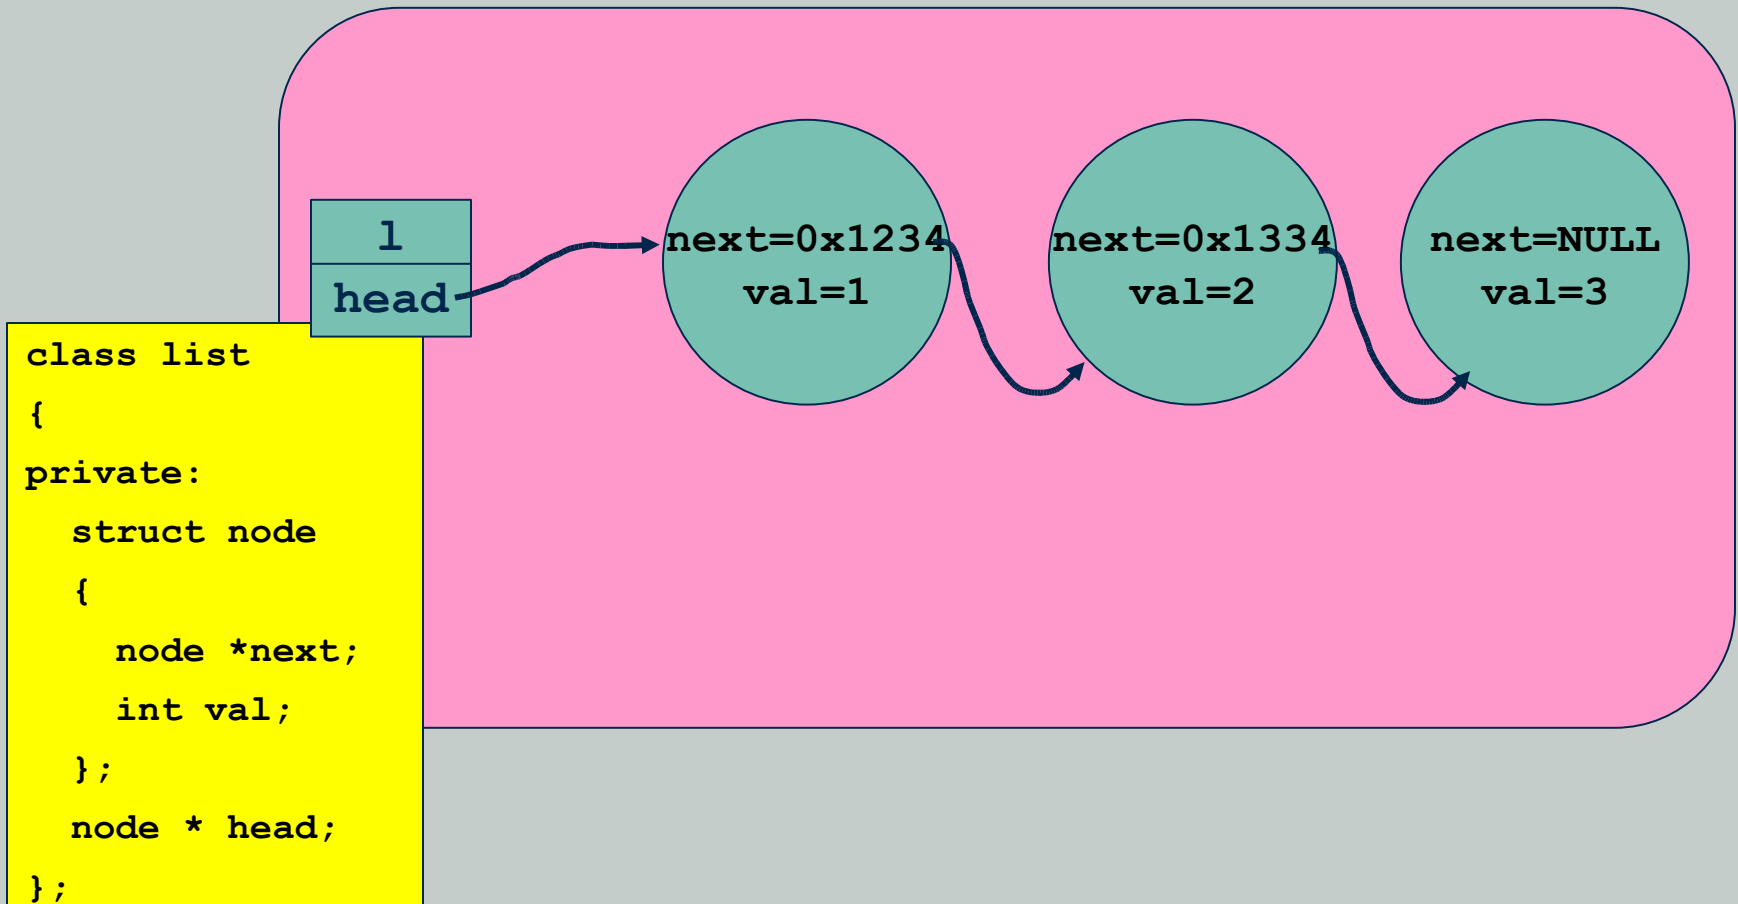 l
head
next=0x1234
val=1
next=0x1334
val=2
next=NULL
val=3
class list
{
private:
  struct node
  {
    node *next;
    int val;
  };
  node * head;
};